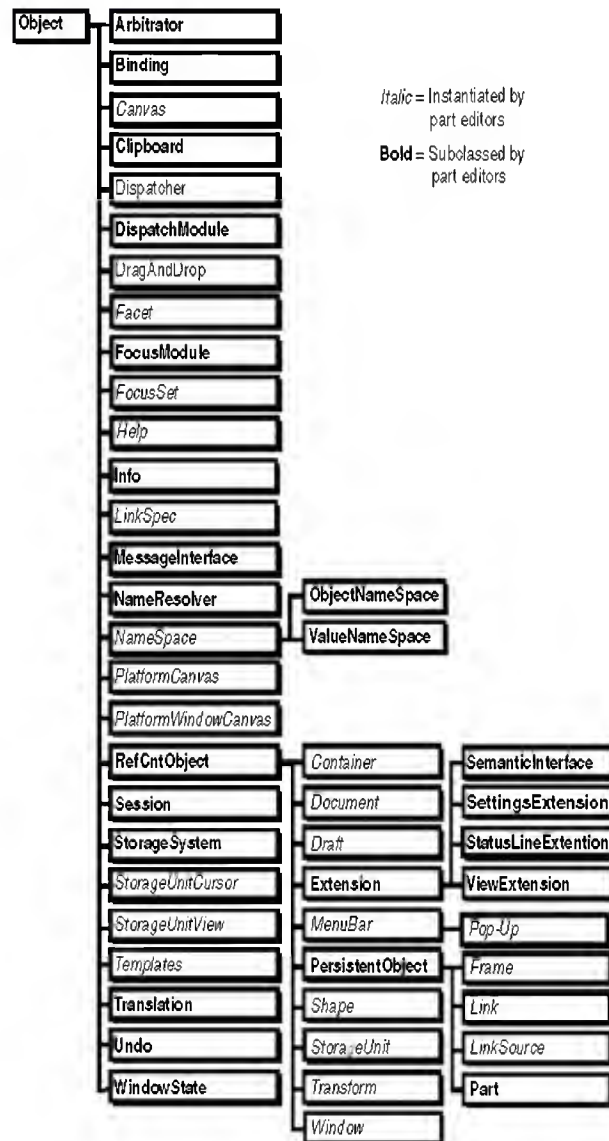 Object
Arbitrator
Binding
Canvas
Clipboard
Dispatcher
DispatchModule
DragAndDrop
Facet
FocusModule
FocusSet
Help
Info
LinkSpec
MessageInterface
NameResolver
NameSpace
PlatformCanvas
PlatformWindowCanvas
RefCntObject
Session
StorageSystem
StorageUnitCursor
StorageUnitView
Templates
Translation
Undo
WindowState
Italic = Instantiated by
part editors
Bold = Subclassed by
part editors
ObjectNameSpace
ValueNameSpace
Container
Document
Draft
Extension
MenuBar
PersistentObject
Shape
StorageUnit
Transform
Window
SemanticInterface
SettingsExtension
StatusLineExtention
ViewExtension
Pop-Up
Frame
Link
LinkSource
Part